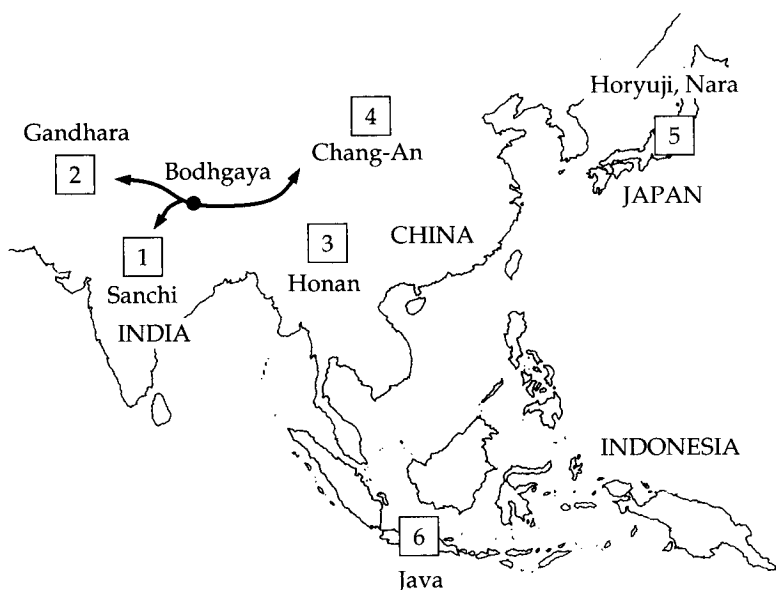 Horyuji, Nara
4
5
Gandhara
Chang-An
2
Bodhgaya
JAPAN
CHINA
1
3
Sanchi
Honan
INDIA
INDONESIA
6
Java